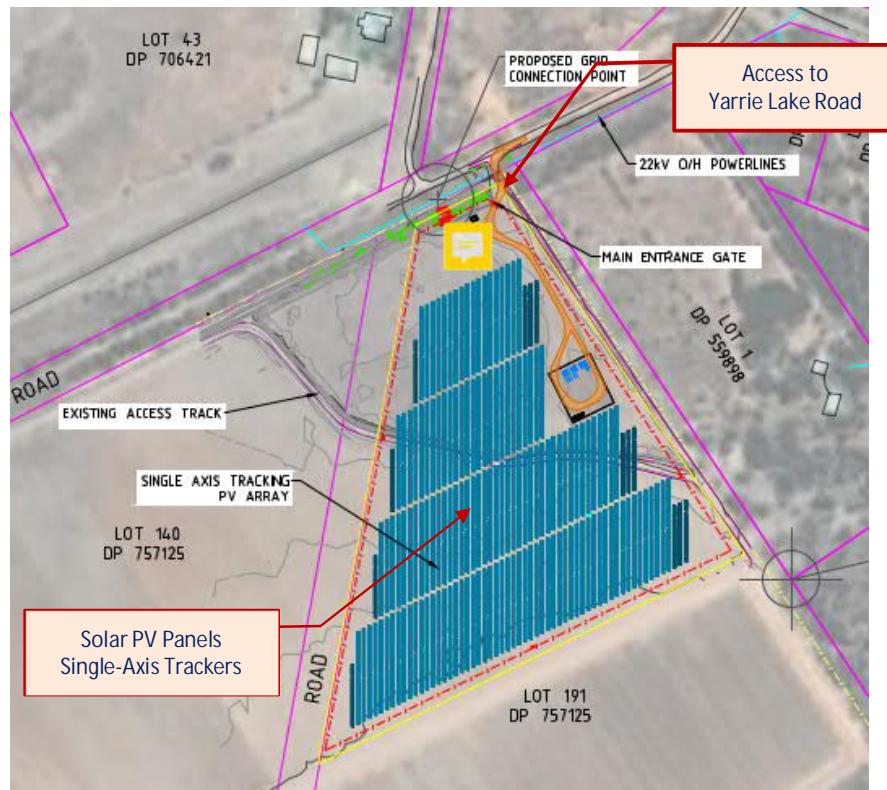 LOT 43
DP 706421
PROPOSED GRID
CONNECTION POINT
Access to
Yarrie Lake Road
22kV O/H POWERLINES
MAIN ENTRANCE GATE
LOT 1
DP 559898
ROAD
EXISTING ACCESS TRACK
SINGLE AXIS TRACKING
PV ARRAY
LOT 140
DP 757125
Solar PV Panels
Single-Axis Trackers
ROAD
LOT 191
DP 757125